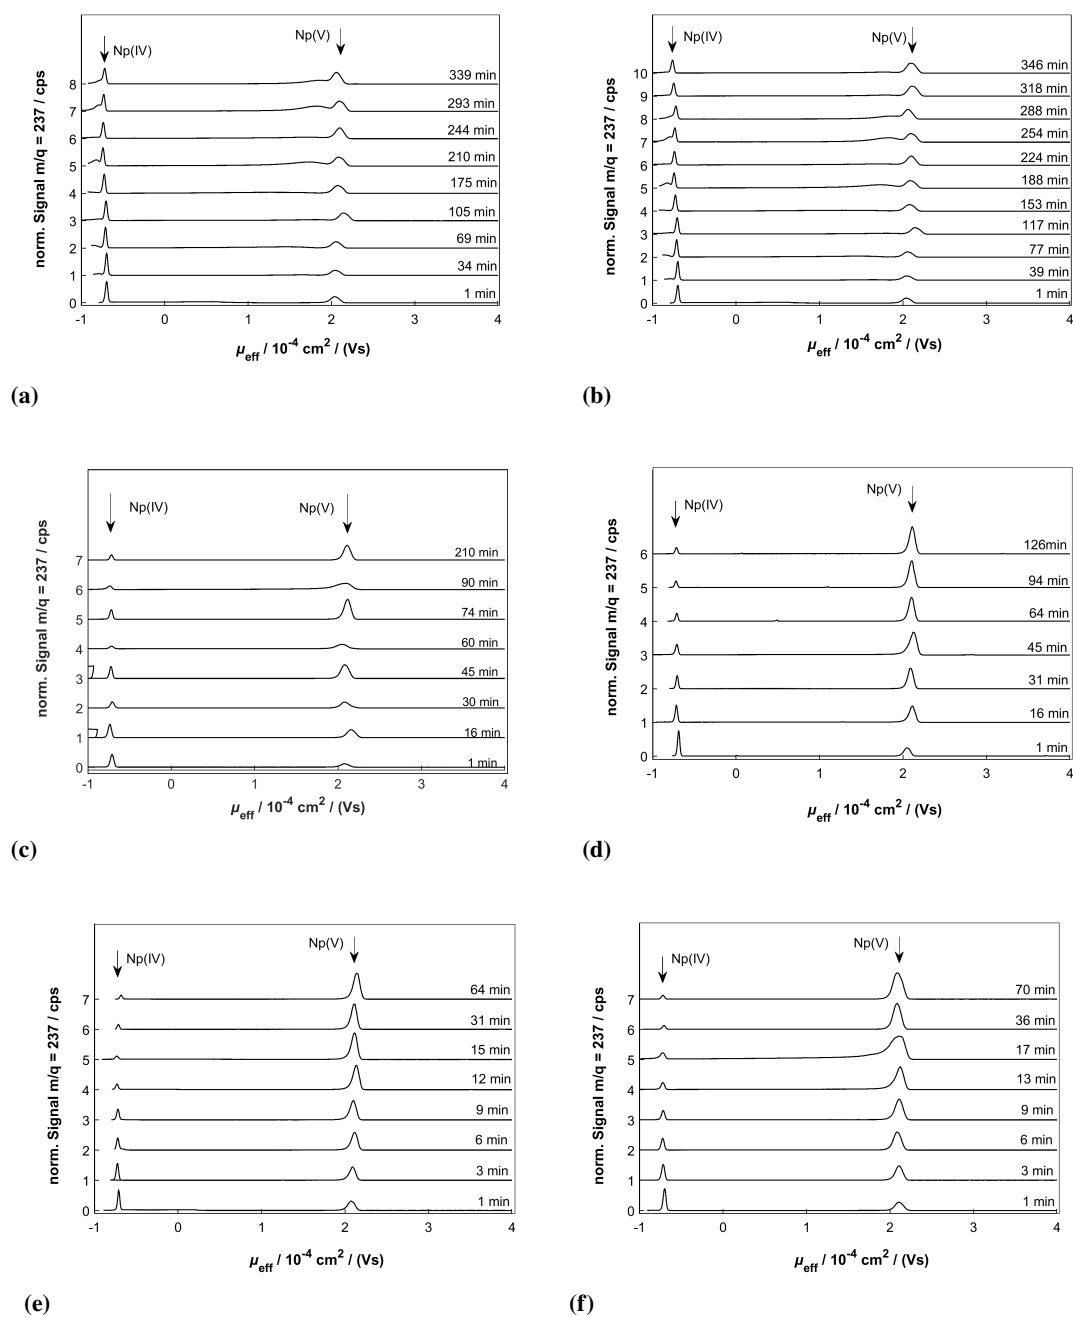 norm. Signal m/q = 237 / cps
Np(IV)
Np(V)
8
339 min
7
293 min
6
244 min
5
210 min
4
175 min
3
105 min
2
69 min
1
34 min
0
1 min
-1 0 1 2 3 4
µeff / 10-4 cm2 / (Vs)
(a)
norm. Signal m/q = 237 / cps
Np(IV)
Np(V)
10
346 min
9
318 min
8
288 min
7
254 min
6
224 min
5
188 min
4
153 min
3
117 min
2
77 min
1
39 min
0
1 min
-1 0 1 2 3 4
µeff / 10-4 cm2 / (Vs)
(b)
norm. Signal m/q = 237 / cps
Np(IV)
Np(V)
7
210 min
6
90 min
5
74 min
4
60 min
3
45 min
2
30 min
1
16 min
0
1 min
-1 0 1 2 3 4
µeff / 10-4 cm2 / (Vs)
(c)
norm. Signal m/q = 237 / cps
Np(IV)
Np(V)
6
126min
5
94 min
4
64 min
3
45 min
2
31 min
1
16 min
0
1 min
-1 0 1 2 3 4
µeff / 10-4 cm2 / (Vs)
(d)
norm. Signal m/q = 237 / cps
Np(IV)
Np(V)
7
64 min
6
31 min
5
15 min
4
12 min
3
9 min
2
6 min
1
3 min
0
1 min
-1 0 1 2 3 4
µeff / 10-4 cm2 / (Vs)
(e)
norm. Signal m/q = 237 / cps
Np(IV)
Np(V)
7
70 min
6
36 min
5
17 min
4
13 min
3
9 min
2
6 min
1
3 min
0
1 min
-1 0 1 2 3 4
µeff / 10-4 cm2 / (Vs)
(f)